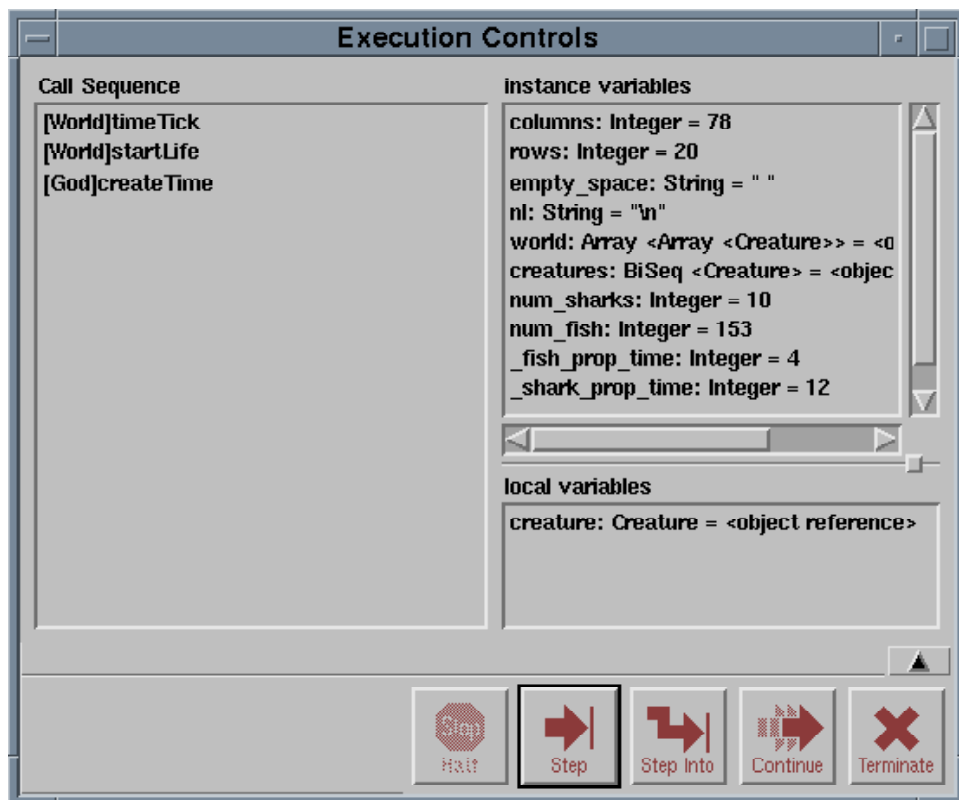 Execution Controls
Call Sequence
[World]timeTick
[World]startLife
[God]createTime
instance variables
columns: Integer = 78
rows: Integer = 20
empty_space: String = " "
nl: String = "\n"
world: Array <Array <Creature>> = <o
creatures: BiSeq <Creature> = <objec
num_sharks: Integer = 10
num_fish: Integer = 153
_fish_prop_time: Integer = 4
_shark_prop_time: Integer = 12
local variables
creature: Creature = <object reference>
Stop
Halt
Step
Step Into
Continue
Terminate